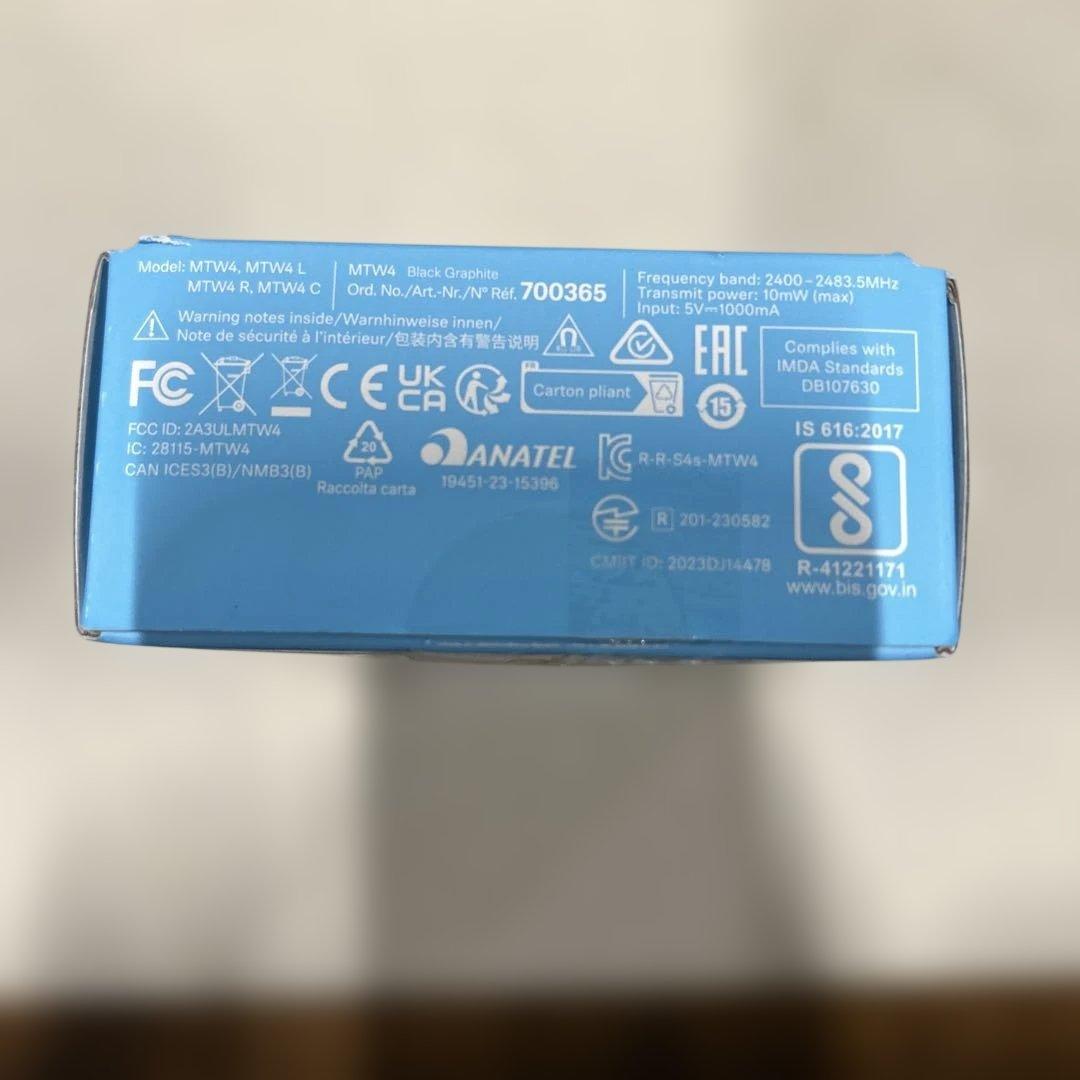 Model: MTW4, MTW4 L
MTW4 R, MTW4 C
MTW4 Black Graphite
Ord. No./Art.-Nr./N° Réf. 700365
Frequency band: 2400-2483.5MHz
Transmit power: 10mW (max)
Input: 5V⎓1000mA
Warning notes inside/Warnhinweise innen/
Note de sécurité à l'intérieur/包装内含有警告说明
FC CE UK CA
FR
Carton pliant
EAC
15
Complies with
IMDA Standards
DB107630
FCC ID: 2A3ULMTW4
IC: 28115-MTW4
CAN ICES3(B)/NMB3(B)
20
PAP
Raccolta carta
ANATEL
19451-23-15396
R-R-S4s-MTW4
R 201-230582
CMIIT ID: 2023DJ14478
IS 616:2017
R-41221171
www.bis.gov.in